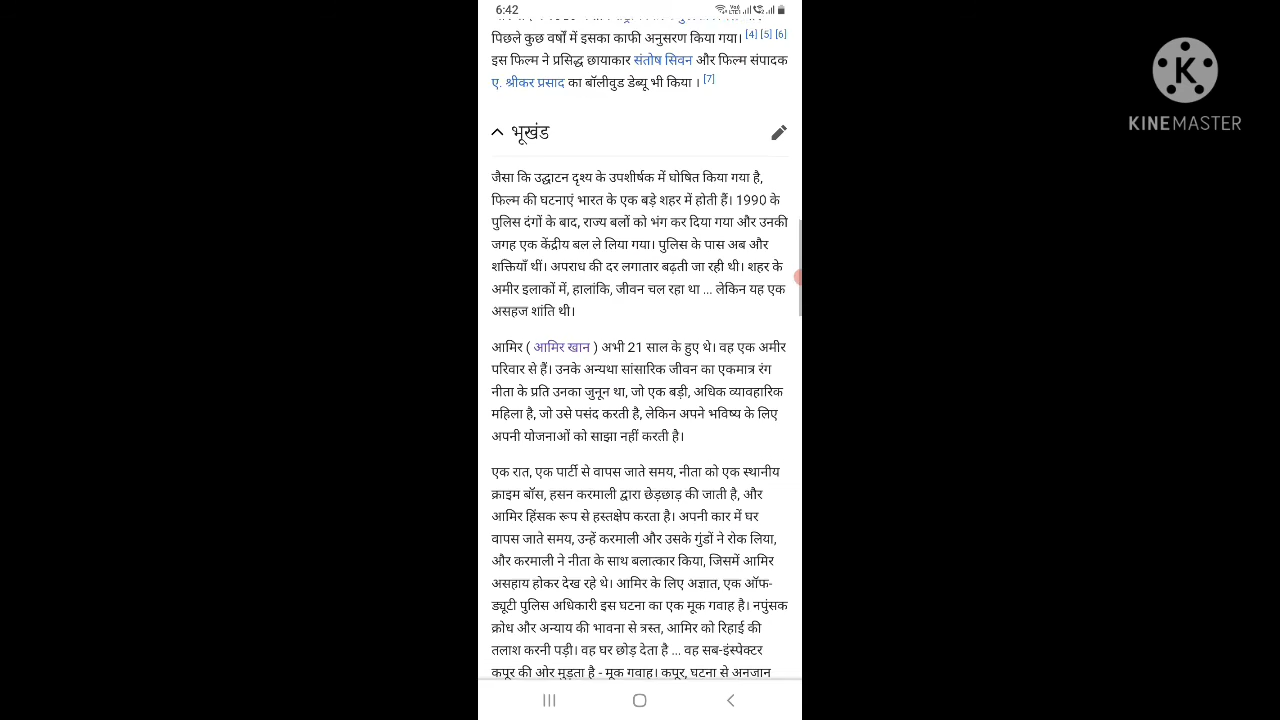 6:42
पिछले कुछ वर्षों में इसका काफी अनुसरण किया गया। [4] [5] [6]
इस फिल्म ने प्रसिद्ध छायाकार संतोष सिवन और फिल्म संपादक
ए. श्रीकर प्रसाद का बॉलीवुड डेब्यू भी किया । [7]
भूखंड
जैसा कि उद्घाटन दृश्य के उपशीर्षक में घोषित किया गया है,
फिल्म की घटनाएं भारत के एक बड़े शहर में होती हैं। 1990 के
पुलिस दंगों के बाद, राज्य बलों को भंग कर दिया गया और उनकी
जगह एक केंद्रीय बल ले लिया गया। पुलिस के पास अब और
शक्तियाँ थीं। अपराध की दर लगातार बढ़ती जा रही थी। शहर के
अमीर इलाकों में, हालांकि, जीवन चल रहा था ... लेकिन यह एक
असहज शांति थी।
आमिर ( आमिर खान ) अभी 21 साल के हुए थे। वह एक अमीर
परिवार से हैं। उनके अन्यथा सांसारिक जीवन का एकमात्र रंग
नीता के प्रति उनका जुनून था, जो एक बड़ी, अधिक व्यावहारिक
महिला है, जो उसे पसंद करती है, लेकिन अपने भविष्य के लिए
अपनी योजनाओं को साझा नहीं करती है।
एक रात, एक पार्टी से वापस जाते समय, नीता को एक स्थानीय
क्राइम बॉस, हसन करमाली द्वारा छेड़छाड़ की जाती है, और
आमिर हिंसक रूप से हस्तक्षेप करता है। अपनी कार में घर
वापस जाते समय, उन्हें करमाली और उसके गुंडों ने रोक लिया,
और करमाली ने नीता के साथ बलात्कार किया, जिसमें आमिर
असहाय होकर देख रहे थे। आमिर के लिए अज्ञात, एक ऑफ-
ड्यूटी पुलिस अधिकारी इस घटना का एक मूक गवाह है। नपुंसक
क्रोध और अन्याय की भावना से त्रस्त, आमिर को रिहाई की
तलाश करनी पड़ी। वह घर छोड़ देता है ... वह सब-इंस्पेक्टर
कपूर की ओर मुड़ता है - मूक गवाह। कपूर, घटना से अनजान
KINEMASTER